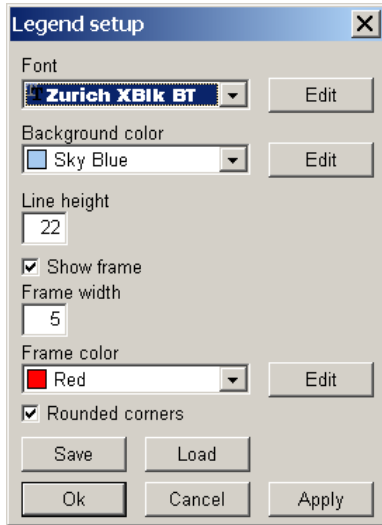 Legend setup
Font
Zurich XBlk BT
Edit
Background color
Sky Blue
Edit
Line height
22
Show frame
Frame width
5
Frame color
Red
Edit
Rounded corners
Save Load
Ok Cancel Apply